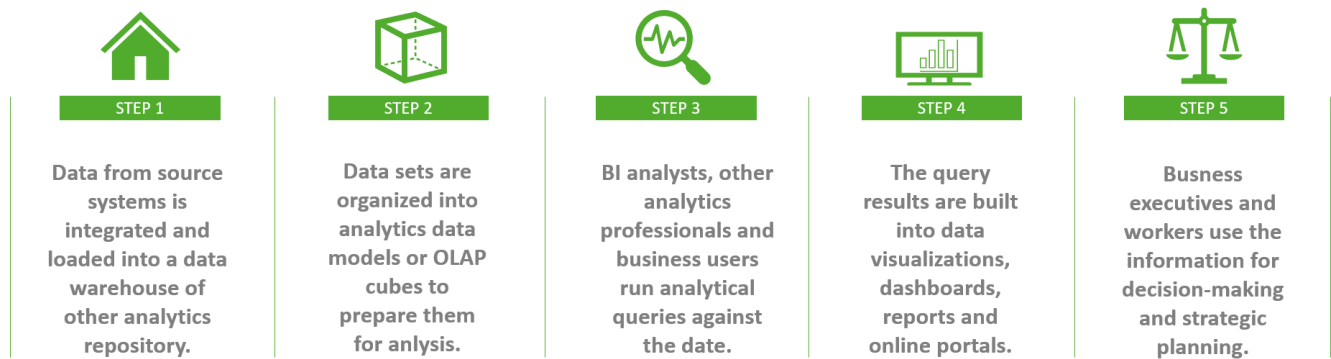 STEP 1
Data from source
systems is
integrated and
loaded into a data
warehouse of
other analytics
repository.
STEP 2
Data sets are
organized into
analytics data
models or OLAP
cubes to
prepare them
for anlysis.
STEP 3
BI analysts, other
analytics
professionals and
business users
run analytical
queries against
the date.
STEP 4
The query
results are built
into data
visualizations,
dashboards,
reports and
online portals.
STEP 5
Busness
executives and
workers use the
information for
decision-making
and strategic
planning.